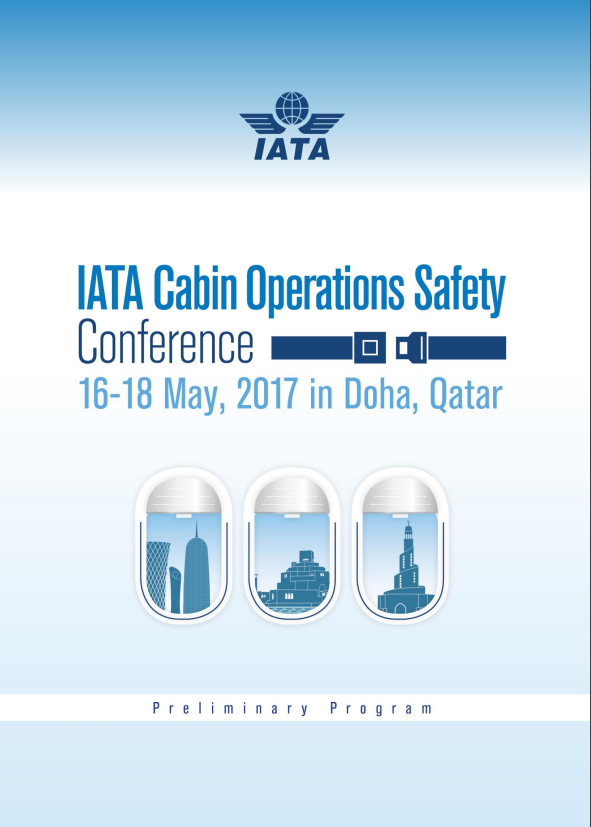 IATA
IATA Cabin Operations Safety
Conference
16-18 May, 2017 in Doha, Qatar
Preliminary Program